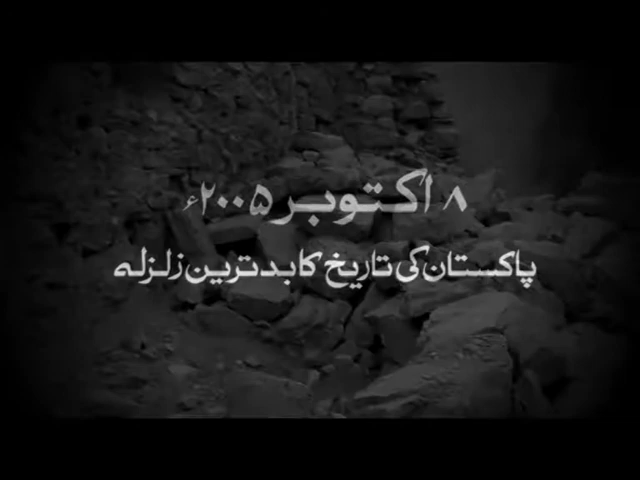 ۸ اکتوبر ۲۰۰۵ء
پاکستان کی تاریخ کا بدترین زلزلہ